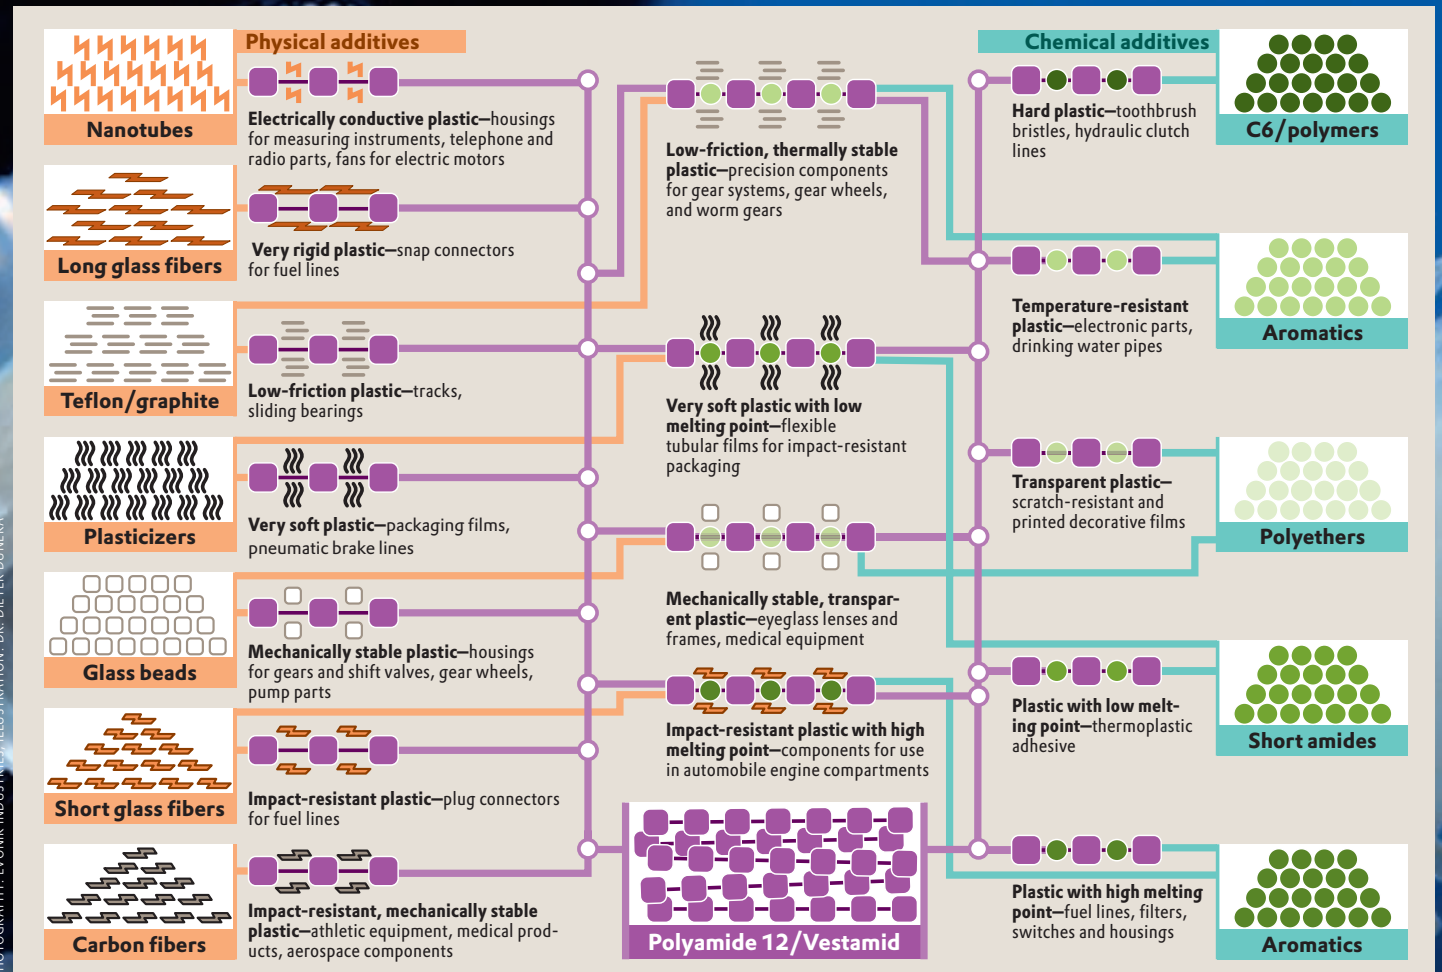 Physical additives
Nanotubes
Electrically conductive plastic—housings
for measuring instruments, telephone and
radio parts, fans for electric motors
Long glass fibers
Very rigid plastic—snap connectors
for fuel lines
Teflon/graphite
Low-friction plastic—tracks,
sliding bearings
Plasticizers
Very soft plastic—packaging films,
pneumatic brake lines
Glass beads
Mechanically stable plastic—housings
for gears and shift valves, gear wheels,
pump parts
Short glass fibers
Impact-resistant plastic—plug connectors
for fuel lines
Carbon fibers
Impact-resistant, mechanically stable
plastic—athletic equipment, medical prod-
ucts, aerospace components
Low-friction, thermally stable
plastic—precision components
for gear systems, gear wheels,
and worm gears
Very soft plastic with low
melting point—flexible
tubular films for impact-resistant
packaging
Mechanically stable, transpar-
ent plastic—eyeglass lenses and
frames, medical equipment
Impact-resistant plastic with high
melting point—components for use
in automobile engine compartments
Polyamide 12/Vestamid
Chemical additives
C6/polymers
Hard plastic—toothbrush
bristles, hydraulic clutch
lines
Aromatics
Temperature-resistant
plastic—electronic parts,
drinking water pipes
Polyethers
Transparent plastic—
scratch-resistant and
printed decorative films
Short amides
Plastic with low melt-
ing point—thermoplastic
adhesive
Aromatics
Plastic with high melting
point—fuel lines, filters,
switches and housings
EVONIK INDUSTRIES, ILLUSTRATION: DR. DIETER DUNEKA